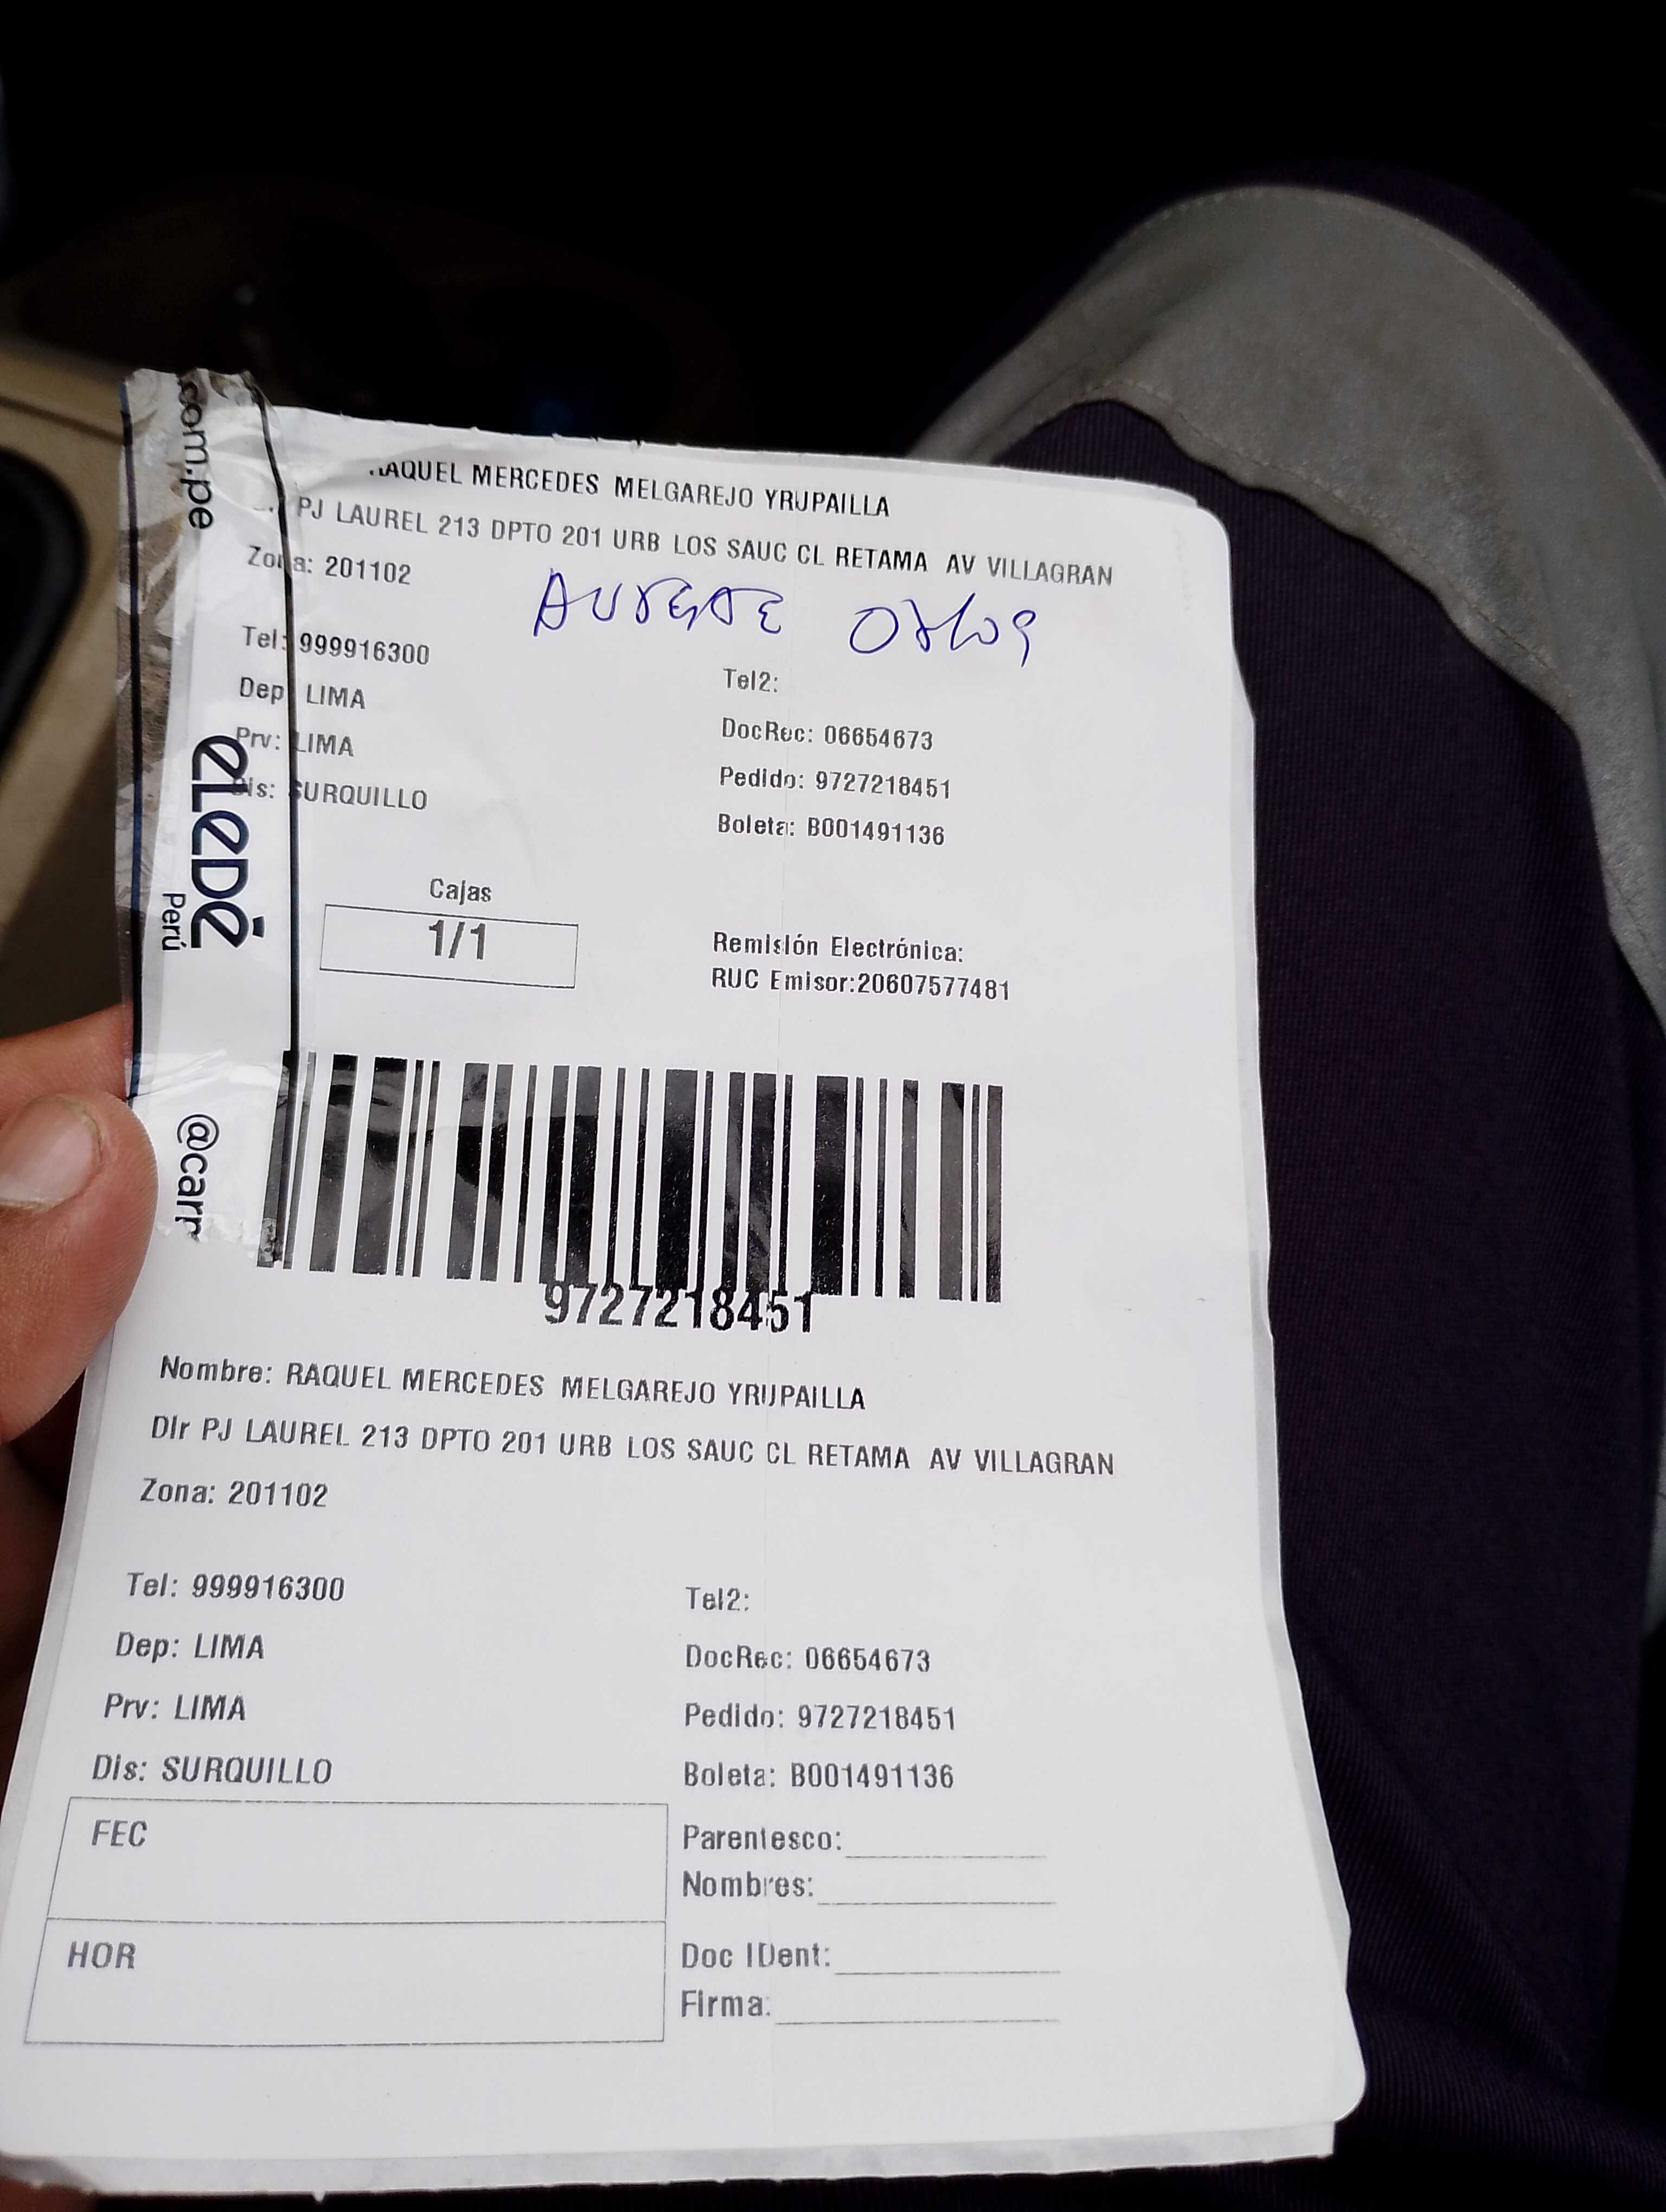 RAQUEL MERCEDES MELGAREJO YRUPAILLA
PJ LAUREL 213 DPTO 201 URB LOS SAUC CL RETAMA AV VILLAGRAN
Zona: 201102
AUSENTE 07/09
Tel: 999916300
Tel2:
Dep: LIMA
DocRec: 06654673
Prv: LIMA
Pedido: 9727218451
Dis: SURQUILLO
Boleta: B001491136
Cajas
1/1
Remisión Electrónica:
RUC Emisor:20607577481
.com.pe
eLeDé
Perú
@carr
9727218451
Nombre: RAQUEL MERCEDES MELGAREJO YRUPAILLA
Dir PJ LAUREL 213 DPTO 201 URB LOS SAUC CL RETAMA AV VILLAGRAN
Zona: 201102
Tel: 999916300
Tel2:
Dep: LIMA
DocRec: 06654673
Prv: LIMA
Pedido: 9727218451
Dis: SURQUILLO
Boleta: B001491136
FEC
Parentesco:
Nombres:
HOR
Doc IDent:
Firma: